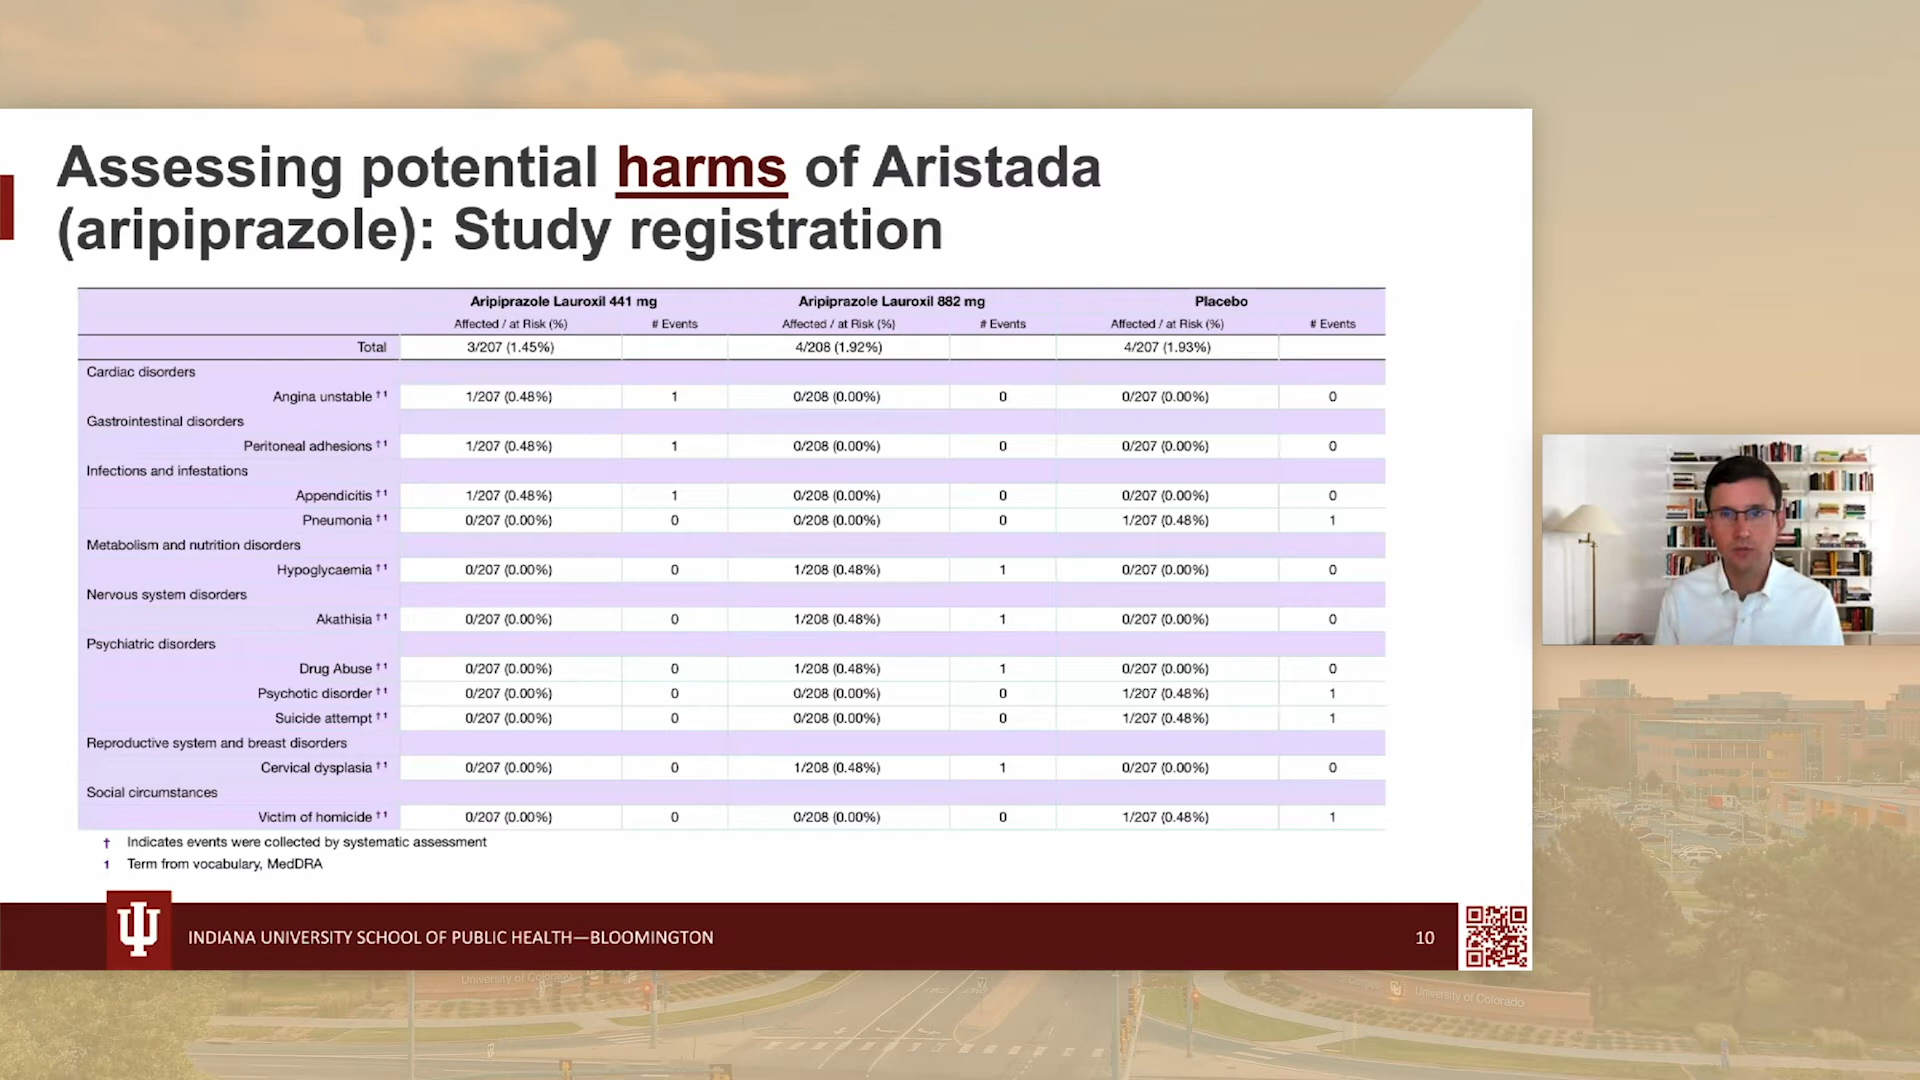 Assessing potential harms of Aristada
(aripiprazole): Study registration
Aripiprazole Lauroxil 441 mg Aripiprazole Lauroxil 882 mg Placebo
Affected / at Risk (%) # Events Affected / at Risk (%) # Events Affected / at Risk (%) # Events
Total 3/207 (1.45%) 4/208 (1.92%) 4/207 (1.93%)
Cardiac disorders
Angina unstable †1 1/207 (0.48%) 1 0/208 (0.00%) 0 0/207 (0.00%) 0
Gastrointestinal disorders
Peritoneal adhesions †1 1/207 (0.48%) 1 0/208 (0.00%) 0 0/207 (0.00%) 0
Infections and infestations
Appendicitis †1 1/207 (0.48%) 1 0/208 (0.00%) 0 0/207 (0.00%) 0
Pneumonia †1 0/207 (0.00%) 0 0/208 (0.00%) 0 1/207 (0.48%) 1
Metabolism and nutrition disorders
Hypoglycaemia †1 0/207 (0.00%) 0 1/208 (0.48%) 1 0/207 (0.00%) 0
Nervous system disorders
Akathisia †1 0/207 (0.00%) 0 1/208 (0.48%) 1 0/207 (0.00%) 0
Psychiatric disorders
Drug Abuse †1 0/207 (0.00%) 0 1/208 (0.48%) 1 0/207 (0.00%) 0
Psychotic disorder †1 0/207 (0.00%) 0 0/208 (0.00%) 0 1/207 (0.48%) 1
Suicide attempt †1 0/207 (0.00%) 0 0/208 (0.00%) 0 1/207 (0.48%) 1
Reproductive system and breast disorders
Cervical dysplasia †1 0/207 (0.00%) 0 1/208 (0.48%) 1 0/207 (0.00%) 0
Social circumstances
Victim of homicide †1 0/207 (0.00%) 0 0/208 (0.00%) 0 1/207 (0.48%) 1
† Indicates events were collected by systematic assessment
1 Term from vocabulary, MedDRA
INDIANA UNIVERSITY SCHOOL OF PUBLIC HEALTH—BLOOMINGTON 10
University of Colorado
University of Colorado